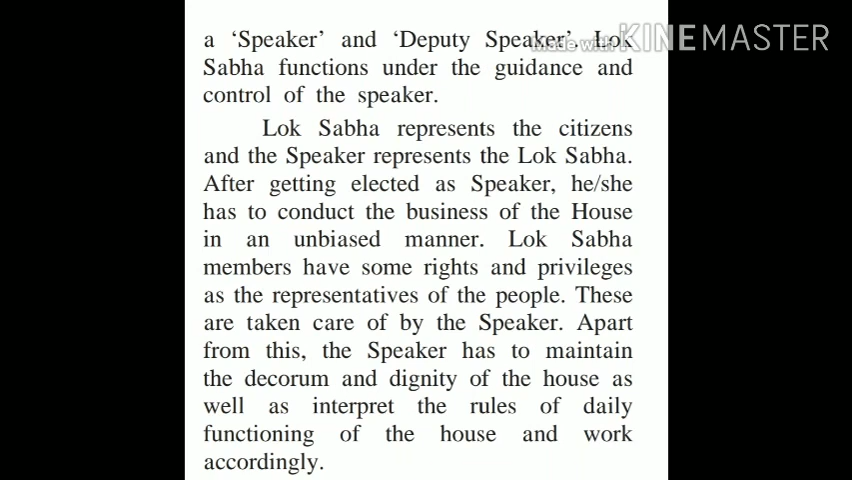 a ‘Speaker’ and ‘Deputy Speaker’. Lok
made with KINEMASTER
Sabha functions under the guidance and
control of the speaker.
Lok Sabha represents the citizens
and the Speaker represents the Lok Sabha.
After getting elected as Speaker, he/she
has to conduct the business of the House
in an unbiased manner. Lok Sabha
members have some rights and privileges
as the representatives of the people. These
are taken care of by the Speaker. Apart
from this, the Speaker has to maintain
the decorum and dignity of the house as
well as interpret the rules of daily
functioning of the house and work
accordingly.